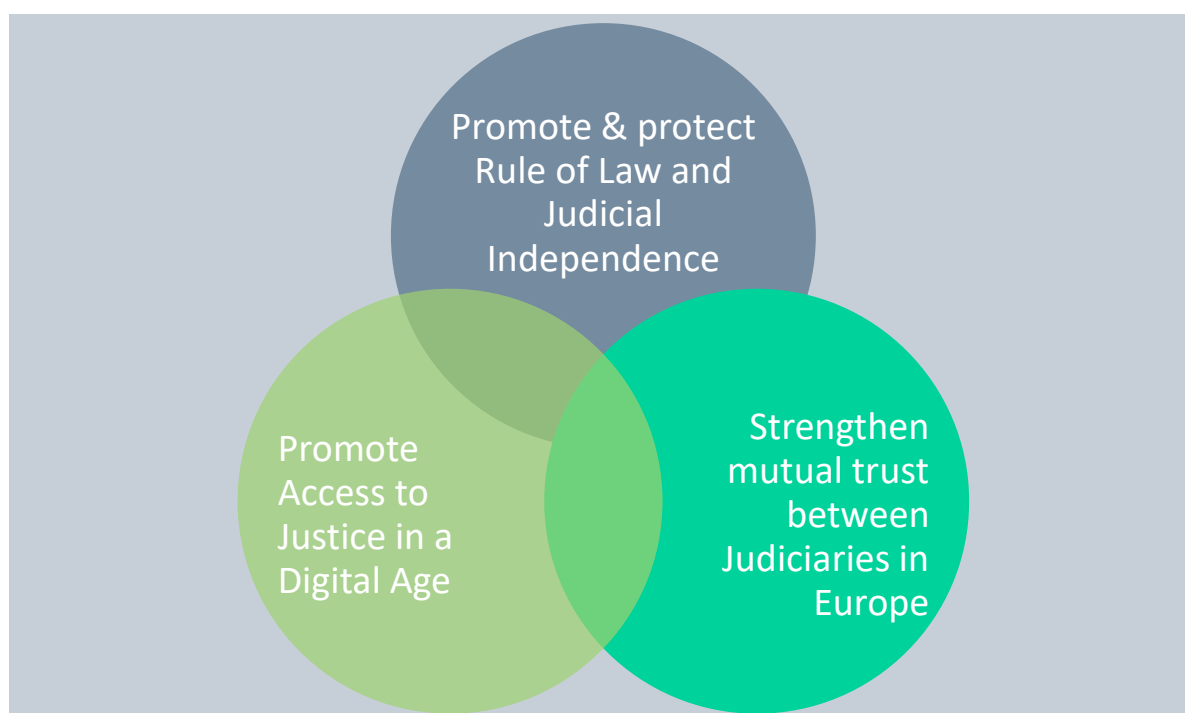 Promote & protect
Rule of Law and
Judicial
Independence
Promote
Access to
Justice in a
Digital Age
Strengthen
mutual trust
between
Judiciaries in
Europe